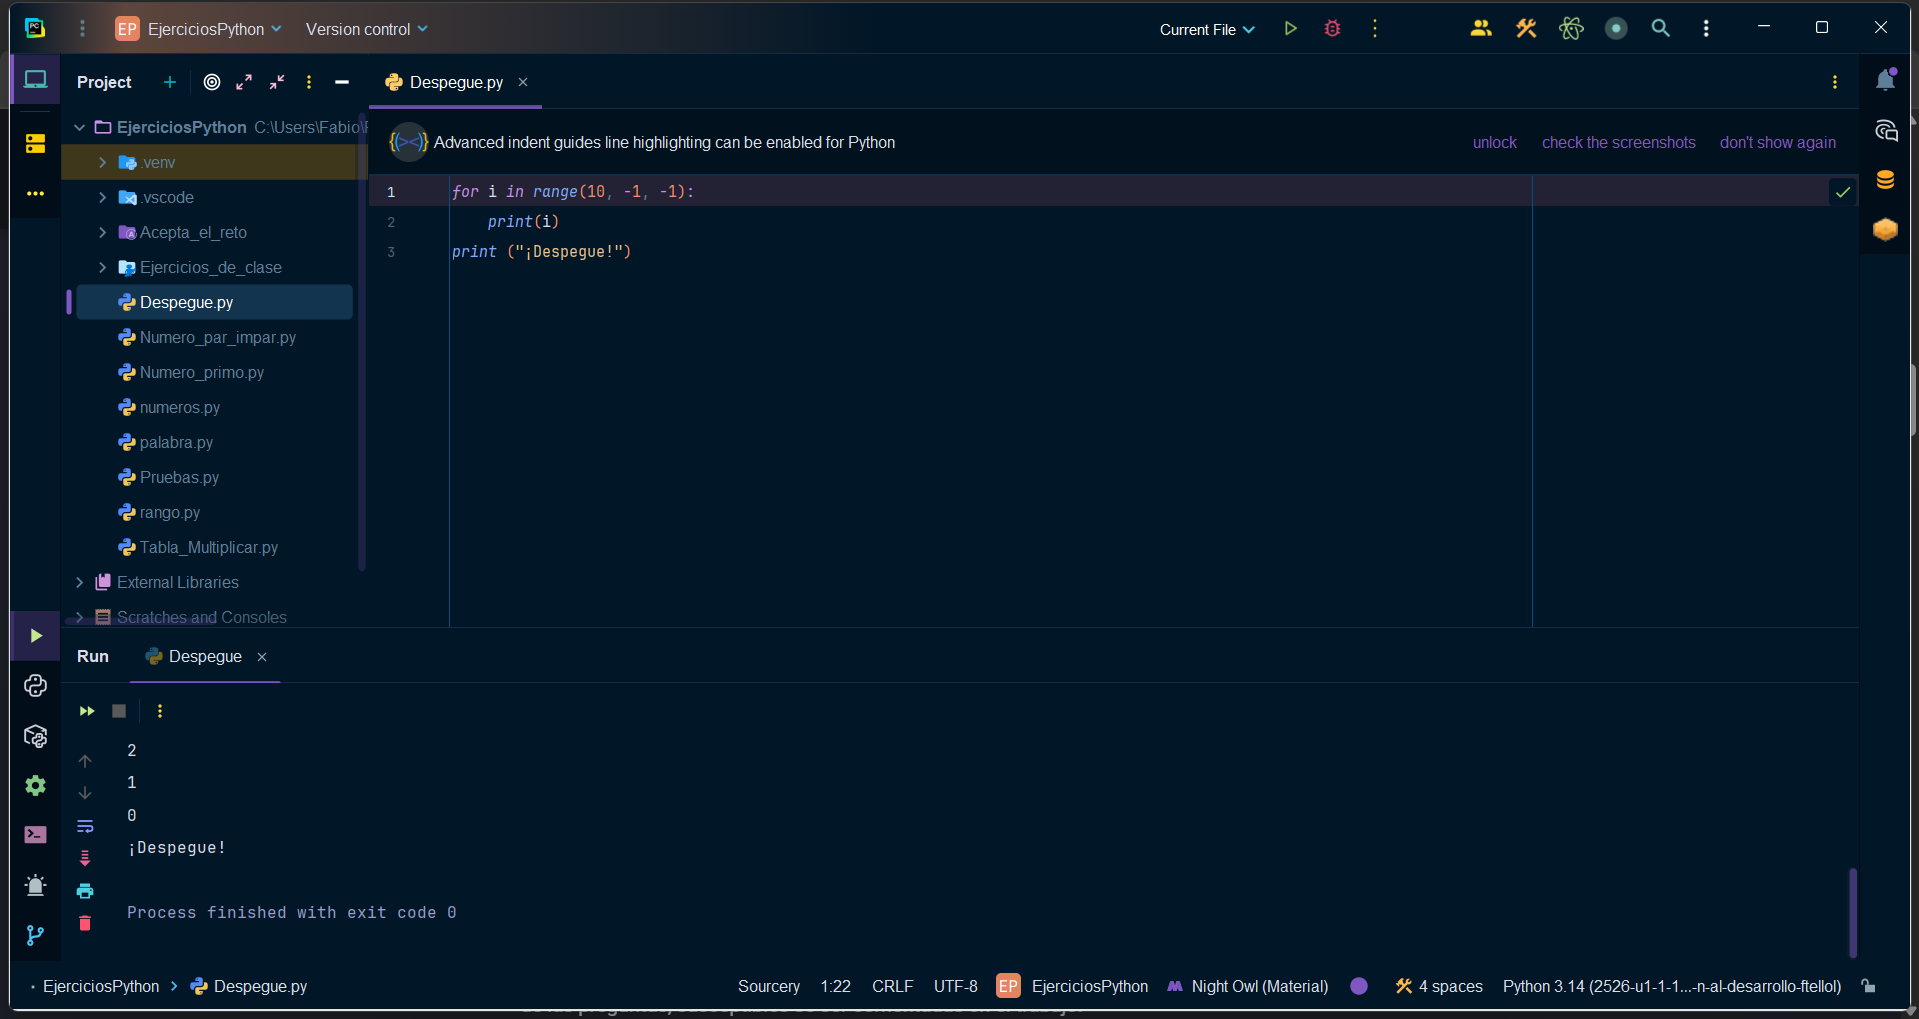 PC
EP EjerciciosPython Version control Current File
Project
Despegue.py
EjerciciosPython C:\Users\Fabio\
.venv
.vscode
Acepta_el_reto
Ejercicios_de_clase
Despegue.py
Numero_par_impar.py
Numero_primo.py
numeros.py
palabra.py
Pruebas.py
rango.py
Tabla_Multiplicar.py
External Libraries
Scratches and Consoles
{><} Advanced indent guides line highlighting can be enabled for Python unlock check the screenshots don't show again
1 for i in range(10, -1, -1):
2     print(i)
3 print ("¡Despegue!")
Run Despegue
2
1
0
¡Despegue!
Process finished with exit code 0
EjerciciosPython > Despegue.py Sourcery 1:22 CRLF UTF-8 EP EjerciciosPython Night Owl (Material) 4 spaces Python 3.14 (2526-u1-1-1...-n-al-desarrollo-ftellol)